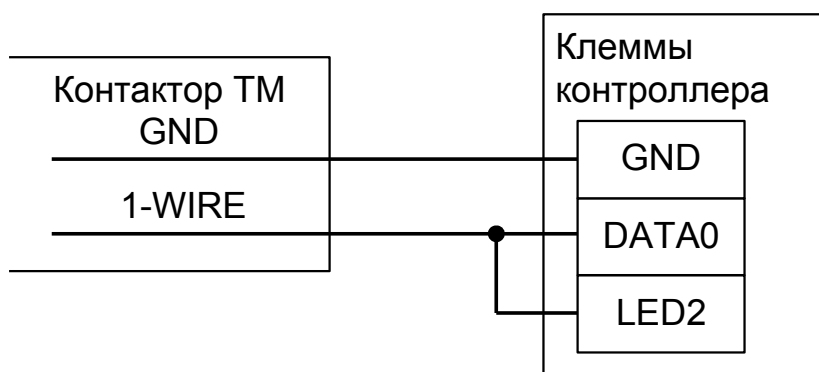 Контактор ТМ
GND
1-WIRE
Клеммы
контроллера
GND
DATA0
LED2